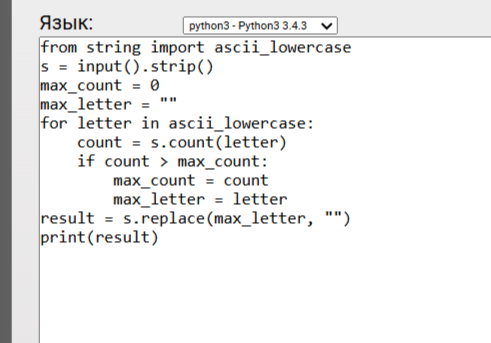 Язык: python3 - Python3 3.4.3
from string import ascii_lowercase
s = input().strip()
max_count = 0
max_letter = ""
for letter in ascii_lowercase:
    count = s.count(letter)
    if count > max_count:
        max_count = count
        max_letter = letter
result = s.replace(max_letter, "")
print(result)